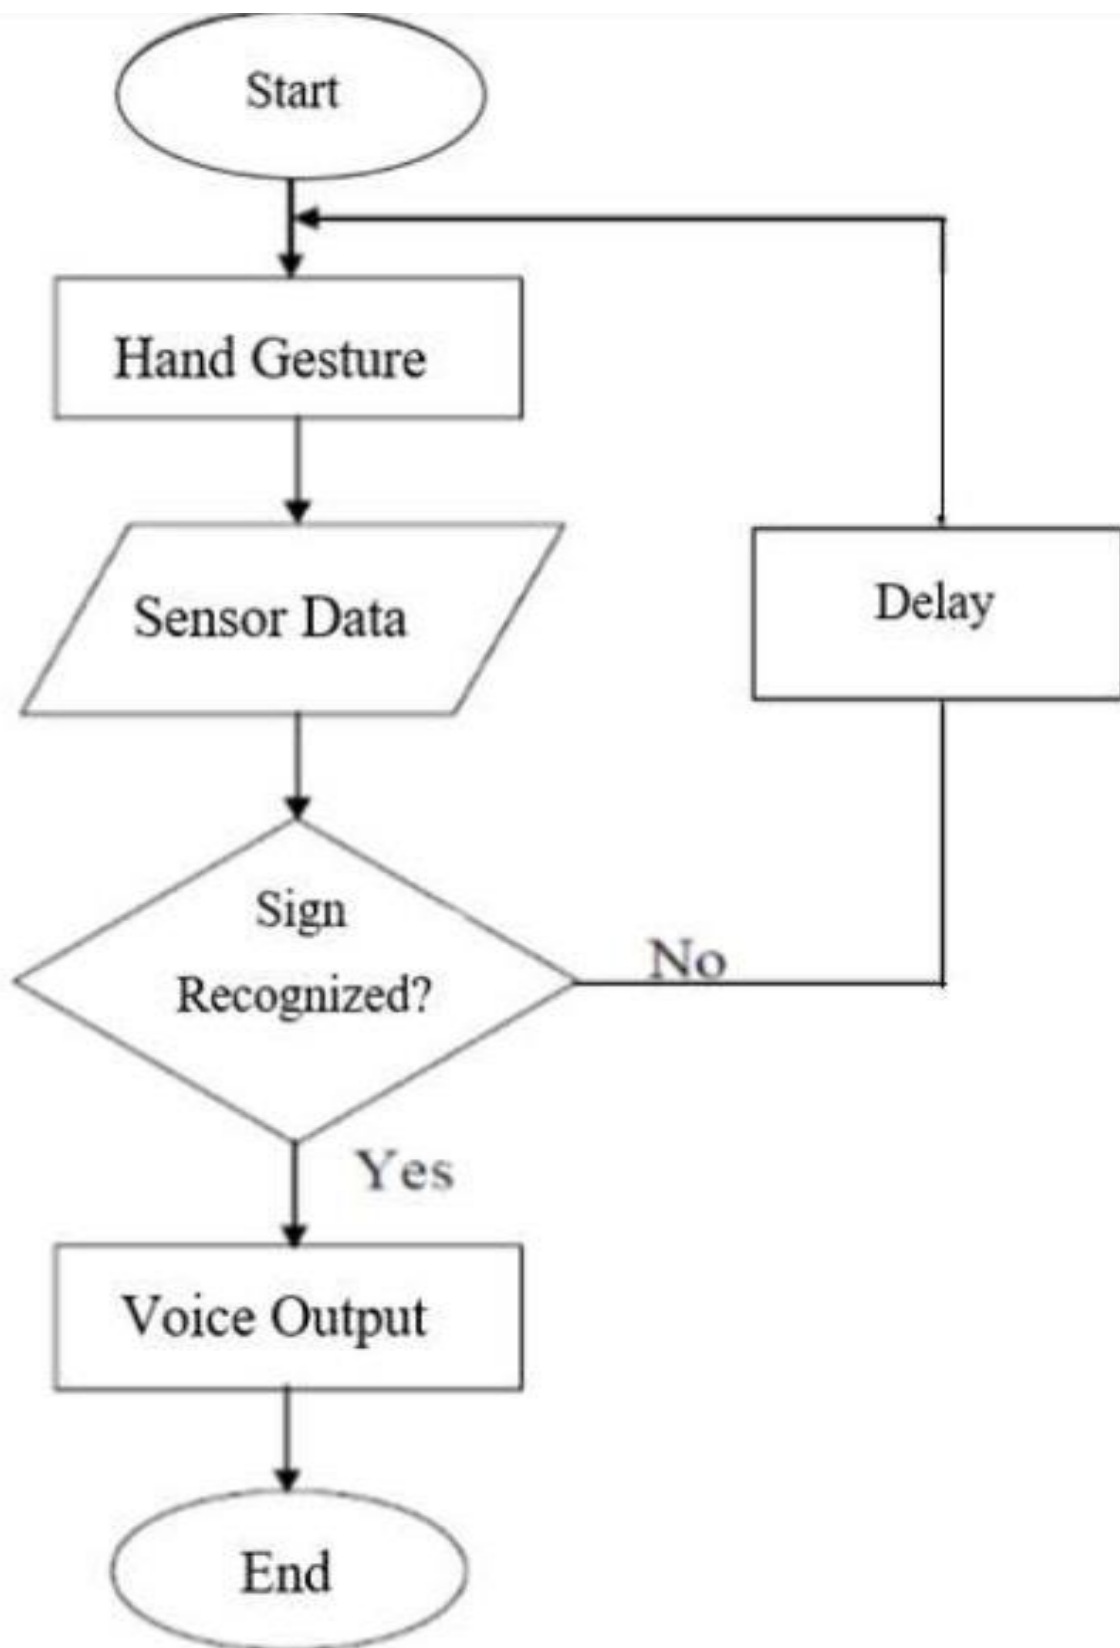 Start
Hand Gesture
Sensor Data
Delay
Sign
Recognized?
No
Yes
Voice Output
End